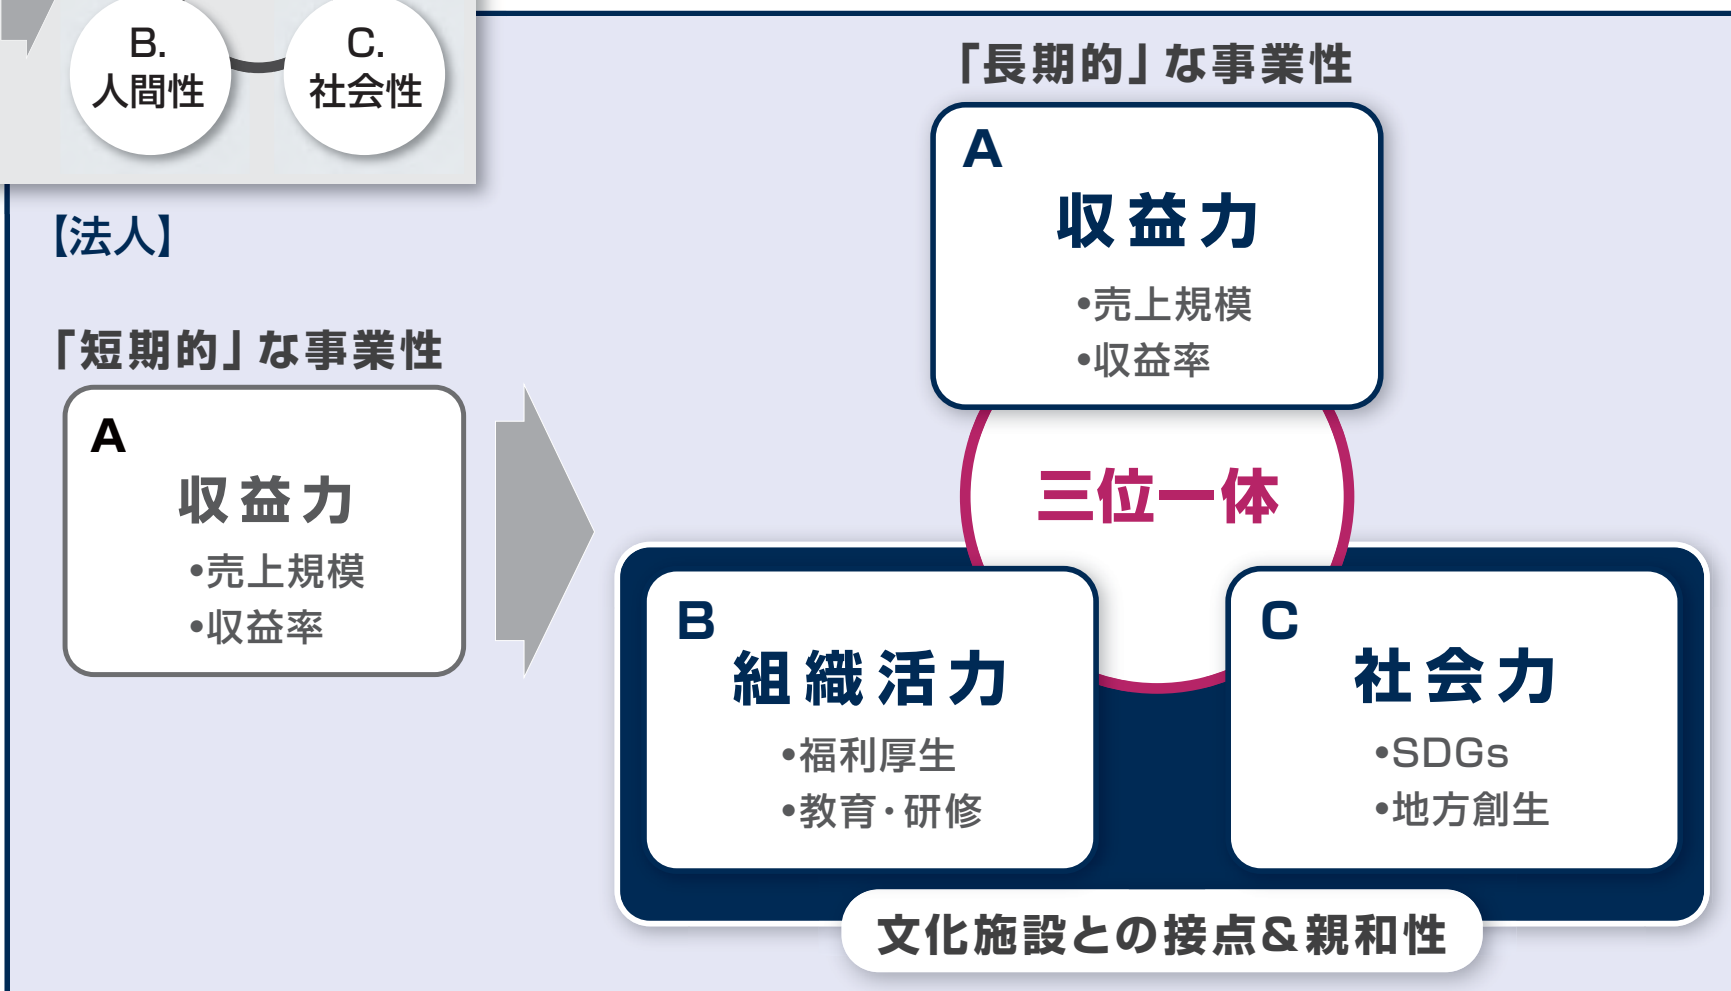 B.
人間性
C.
社会性
【法人】
「短期的」な事業性
A
収益力
•売上規模
•収益率
「長期的」な事業性
A
収益力
•売上規模
•収益率
三位一体
B
組織活力
•福利厚生
•教育・研修
C
社会力
•SDGs
•地方創生
文化施設との接点&親和性